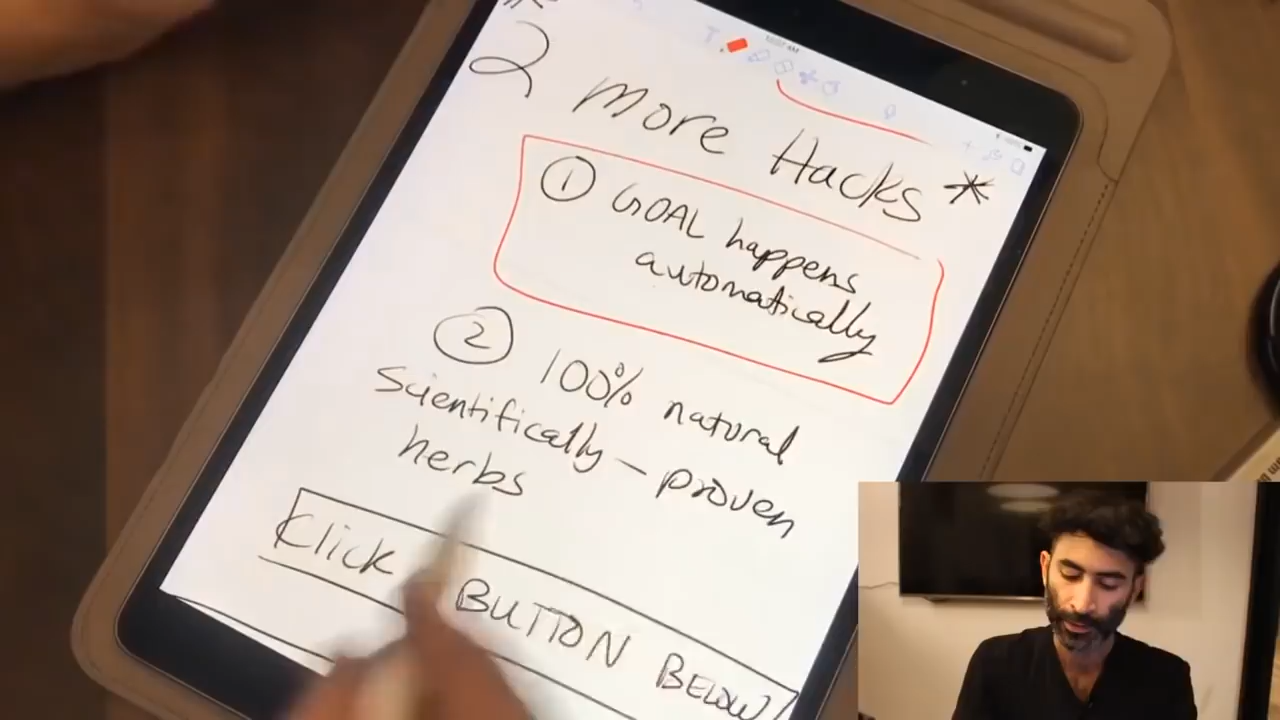 2 more Hacks *
① GOAL happens
automatically
② 100% natural
scientifically - proven
herbs
Click BUTTON BELOW